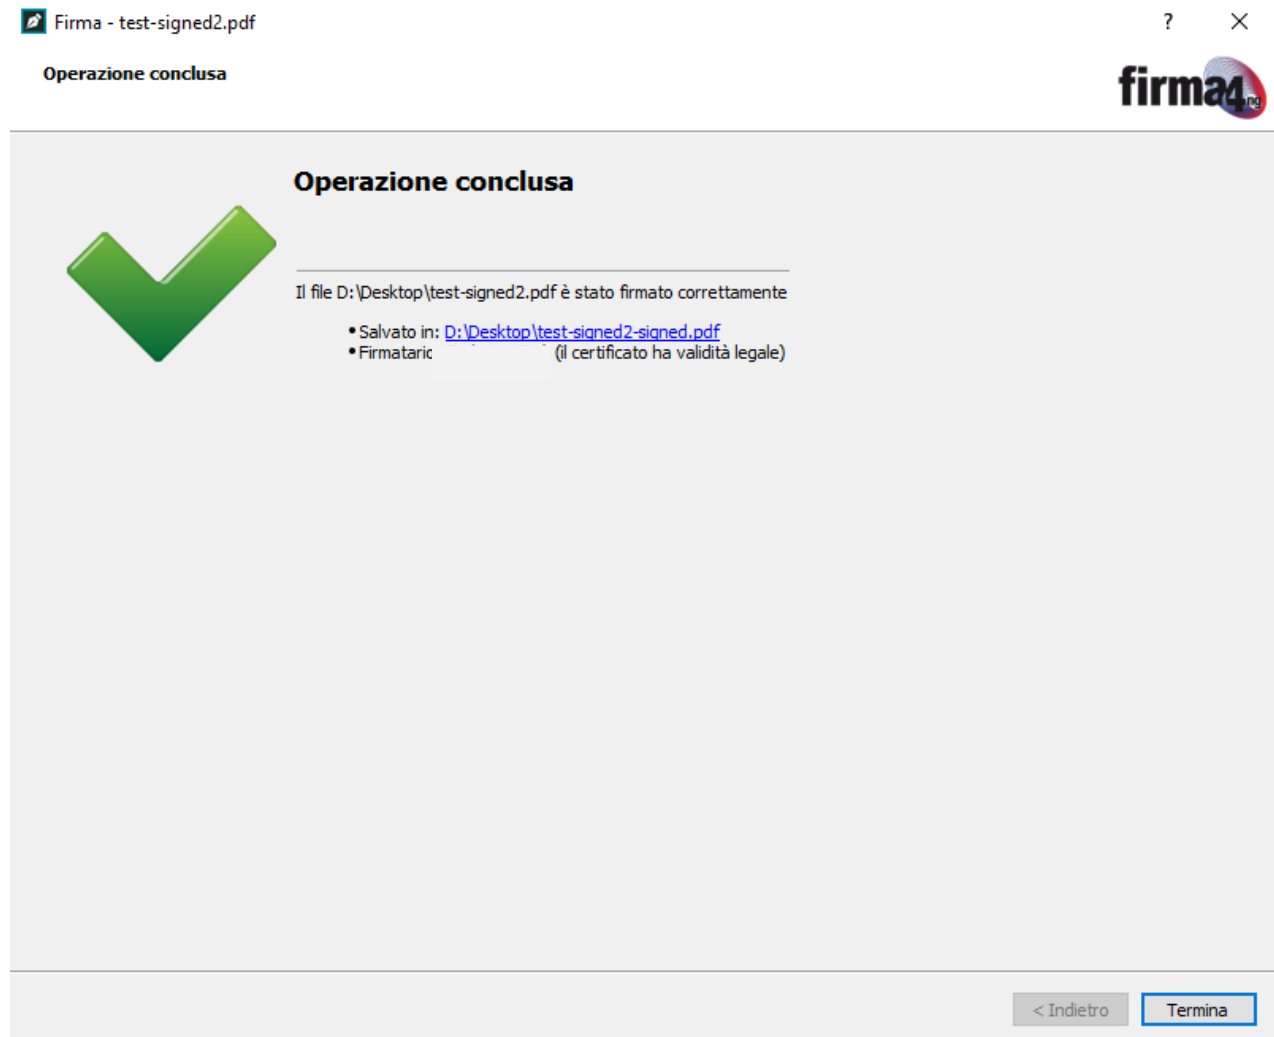 Firma - test-signed2.pdf
?
Operazione conclusa
firma4ng
Operazione conclusa
Il file D:\Desktop\test-signed2.pdf è stato firmato correttamente
• Salvato in: D:\Desktop\test-signed2-signed.pdf
• Firmatario (il certificato ha validità legale)
< Indietro
Termina